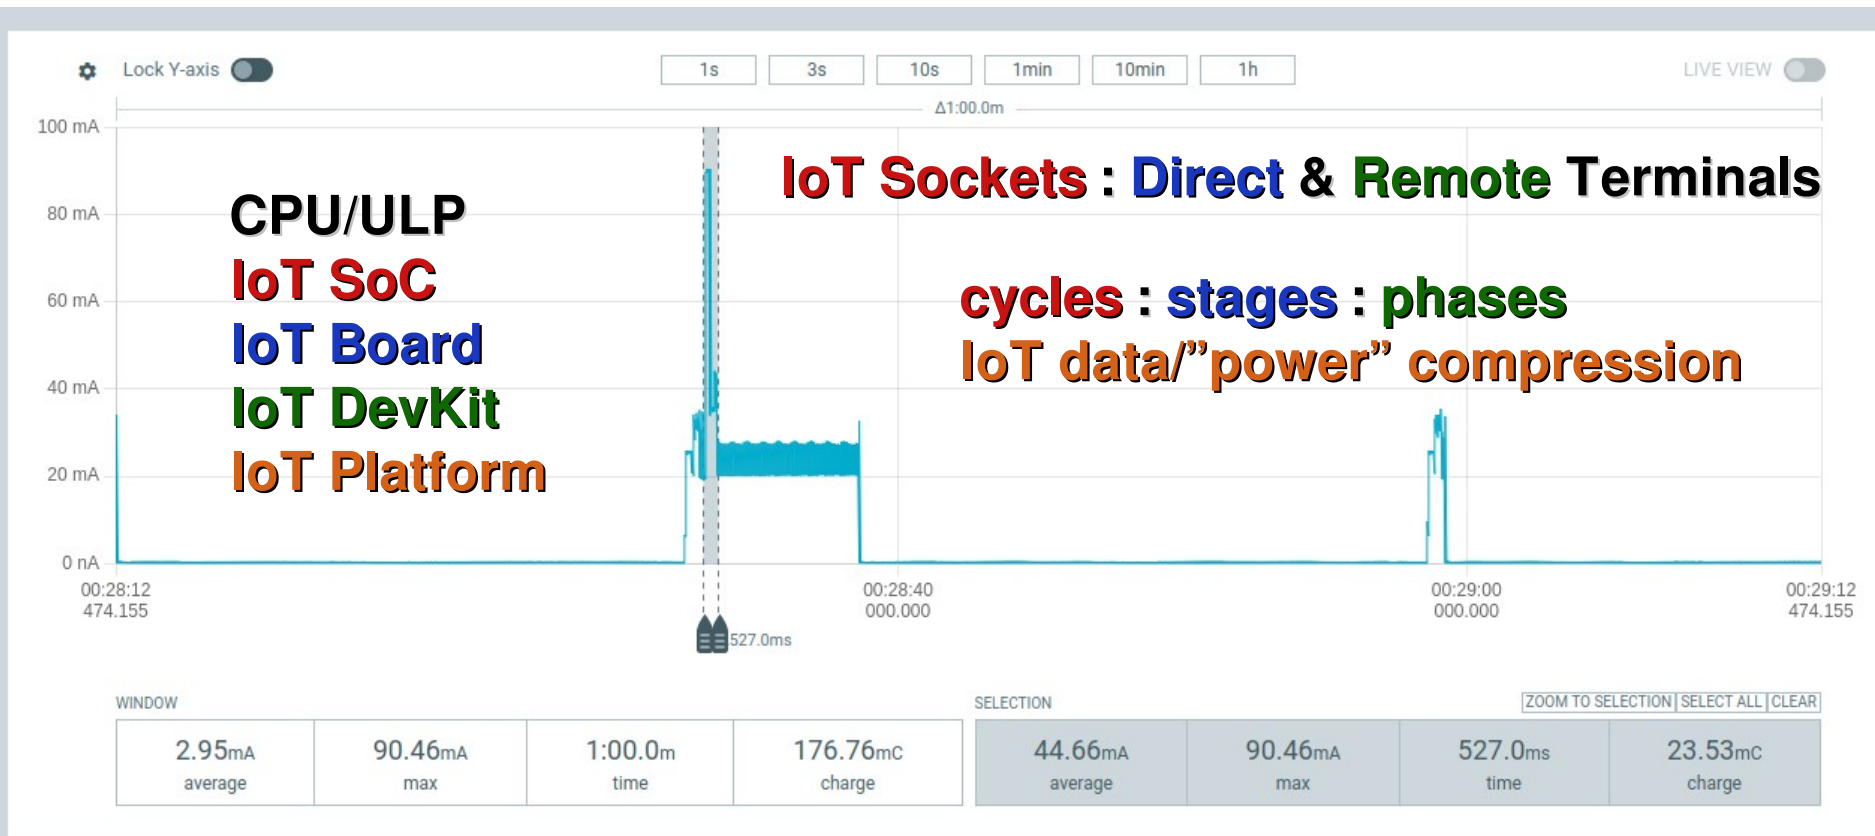 Lock Y-axis
1s 3s 10s 1min 10min 1h
LIVE VIEW
Δ1:00.0m
100 mA
80 mA
60 mA
40 mA
20 mA
0 nA
IoT Sockets : Direct & Remote Terminals
CPU/ULP
IoT SoC
IoT Board
IoT DevKit
IoT Platform
cycles : stages : phases
IoT data/”power” compression
00:28:12
474.155
00:28:40
000.000
00:29:00
000.000
00:29:12
474.155
527.0ms
WINDOW
2.95mA
average
90.46mA
max
1:00.0m
time
176.76mC
charge
SELECTION
ZOOM TO SELECTION SELECT ALL CLEAR
44.66mA
average
90.46mA
max
527.0ms
time
23.53mC
charge